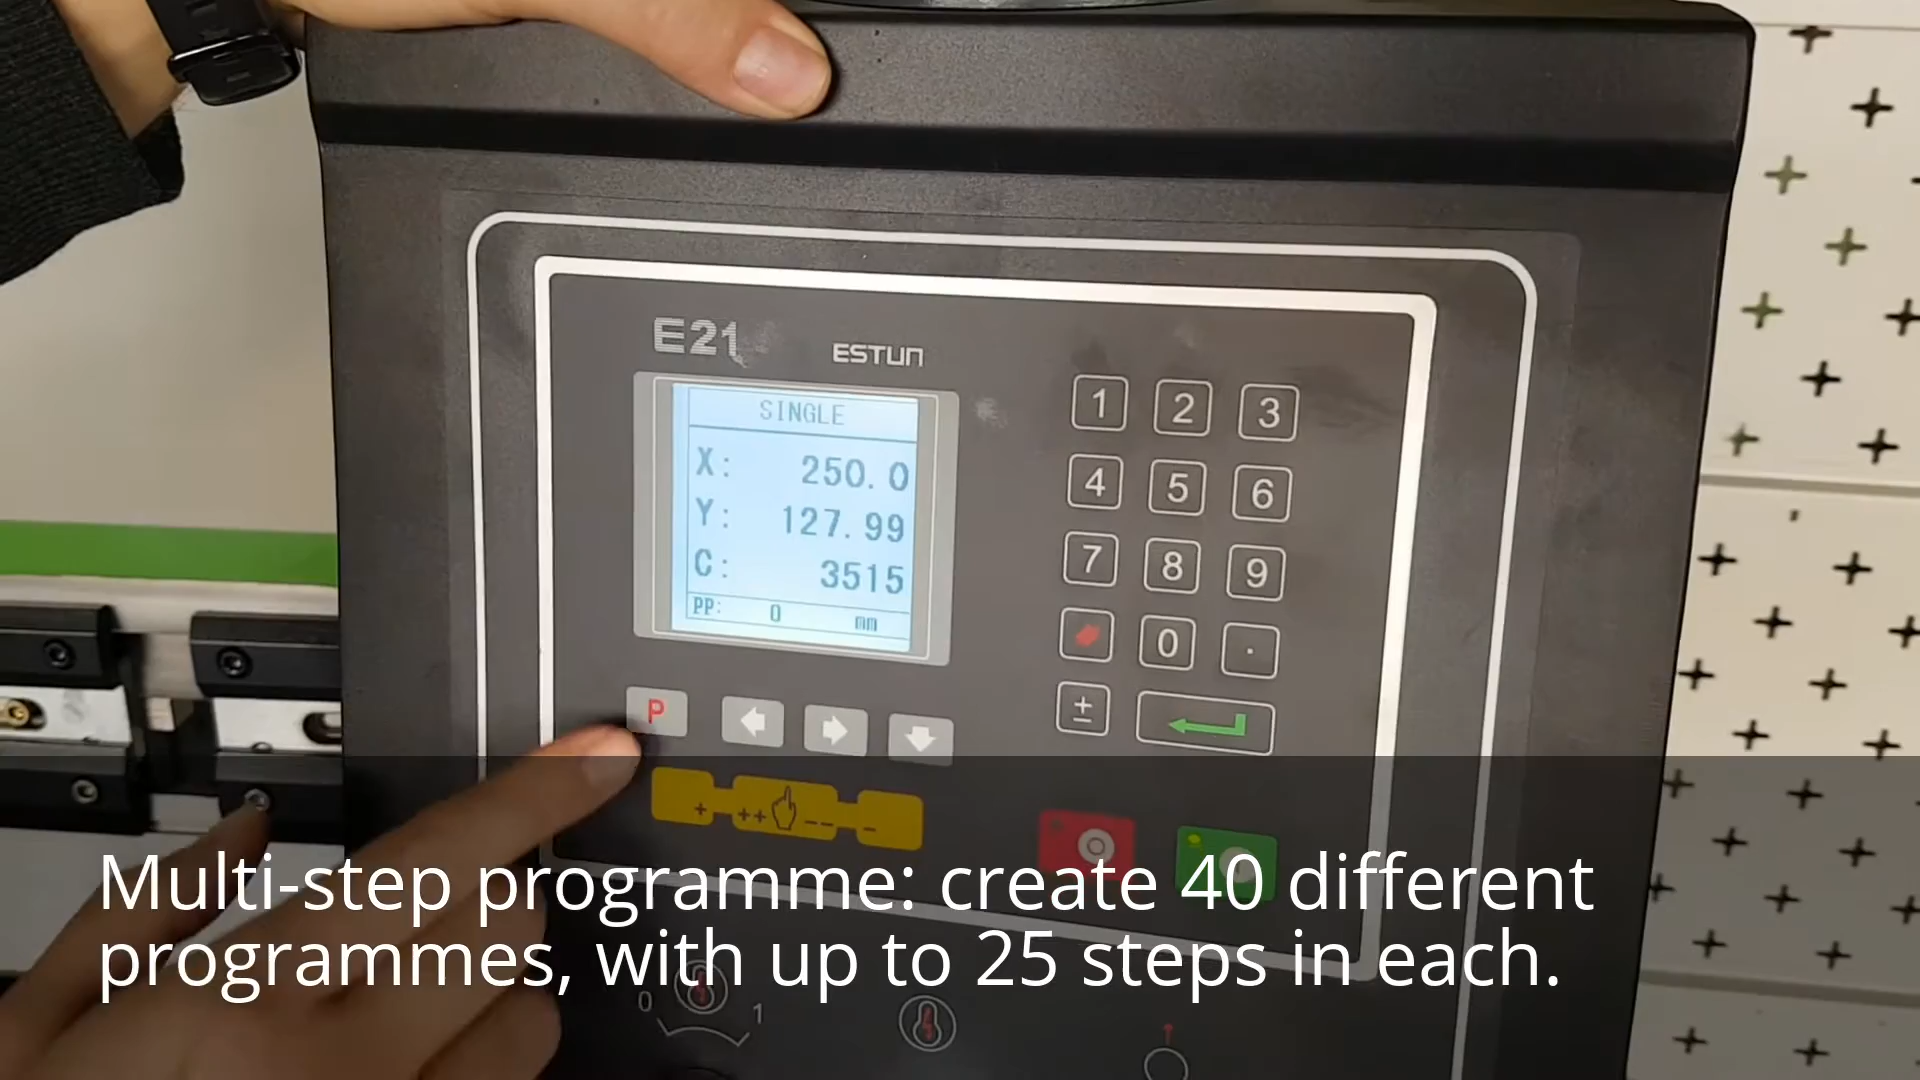 E21 ESTUN
SINGLE
X: 250.0
Y: 127.99
C: 3515
PP: 0 mm
1 2 3
4 5 6
7 8 9
0 .
±
P
+ ++ -- -
Multi-step programme: create 40 different
programmes, with up to 25 steps in each.
0 1